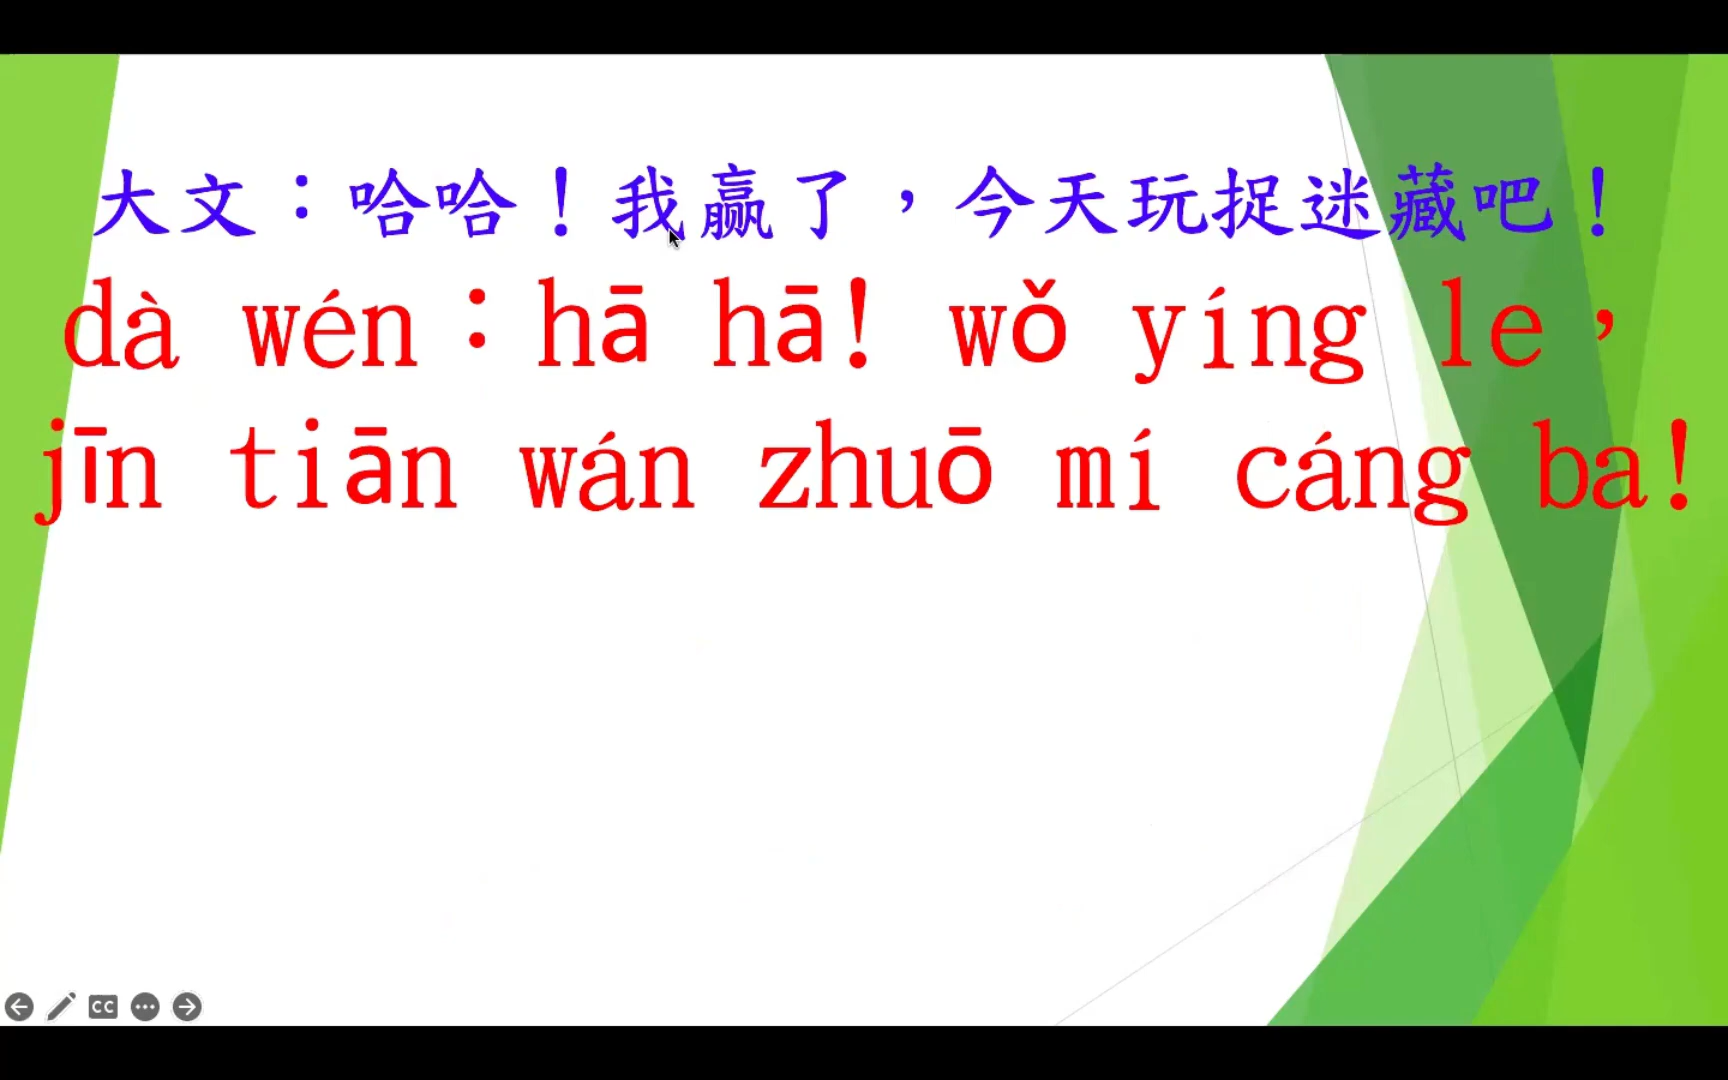 大文：哈哈！我赢了，今天玩捉迷藏吧！
dà wén：hā hā! wǒ yíng le，
jīn tiān wán zhuō mí cáng ba!
CC